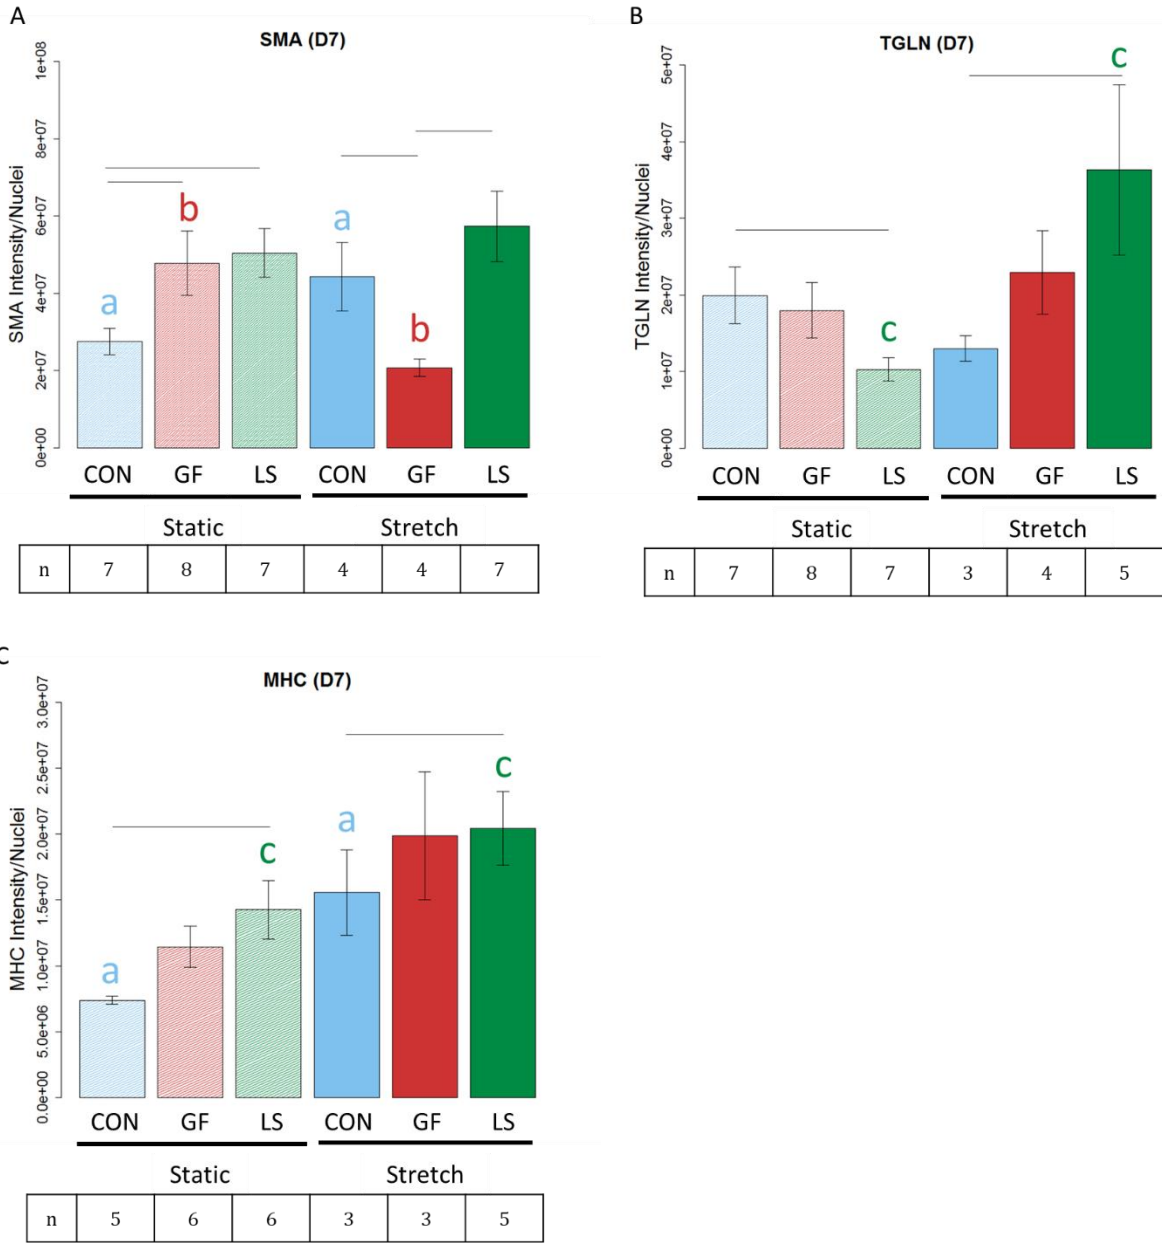 A
SMA (D7)
SMA Intensity/Nuclei
0e+00 2e+07 4e+07 6e+07 8e+07 1e+08
a b a b
CON GF LS CON GF LS
Static Stretch
n 7 8 7 4 4 7
B
TGLN (D7)
TGLN Intensity/Nuclei
0e+00 1e+07 2e+07 3e+07 4e+07 5e+07
c c
CON GF LS CON GF LS
Static Stretch
n 7 8 7 3 4 5
C
MHC (D7)
MHC Intensity/Nuclei
0.0e+00 5.0e+06 1.0e+07 1.5e+07 2.0e+07 2.5e+07 3.0e+07
a c a c
CON GF LS CON GF LS
Static Stretch
n 5 6 6 3 3 5